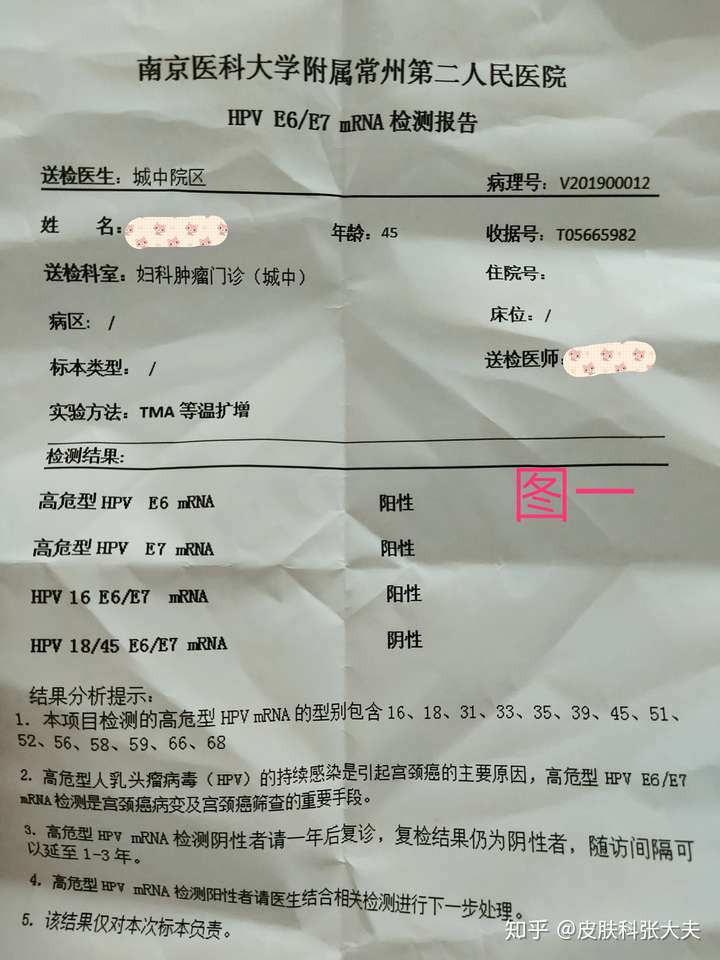 南京医科大学附属常州第二人民医院
HPV E6/E7 mRNA 检测报告
送检医生：城中院区 病理号：V201900012
姓 名： 年龄：45 收据号：T05665982
送检科室：妇科肿瘤门诊（城中） 住院号：
病区：/ 床位：/
标本类型：/ 送检医师：
实验方法：TMA 等温扩增
检测结果：
图一
高危型 HPV E6 mRNA 阳性
高危型 HPV E7 mRNA 阳性
HPV 16 E6/E7 mRNA 阳性
HPV 18/45 E6/E7 mRNA 阴性
结果分析提示：
1. 本项目检测的高危型 HPV mRNA 的型别包含 16、18、31、33、35、39、45、51、
52、56、58、59、66、68
2. 高危型人乳头瘤病毒（HPV）的持续感染是引起宫颈癌的主要原因，高危型 HPV E6/E7
mRNA 检测是宫颈癌病变及宫颈癌筛查的重要手段。
3. 高危型 HPV mRNA 检测阴性者请一年后复诊，复检结果仍为阴性者，随访间隔可
以延至 1-3 年。
4. 高危型 HPV mRNA 检测阳性者请医生结合相关检测进行下一步处理。
5. 该结果仅对本次标本负责。
知乎 @皮肤科张大夫